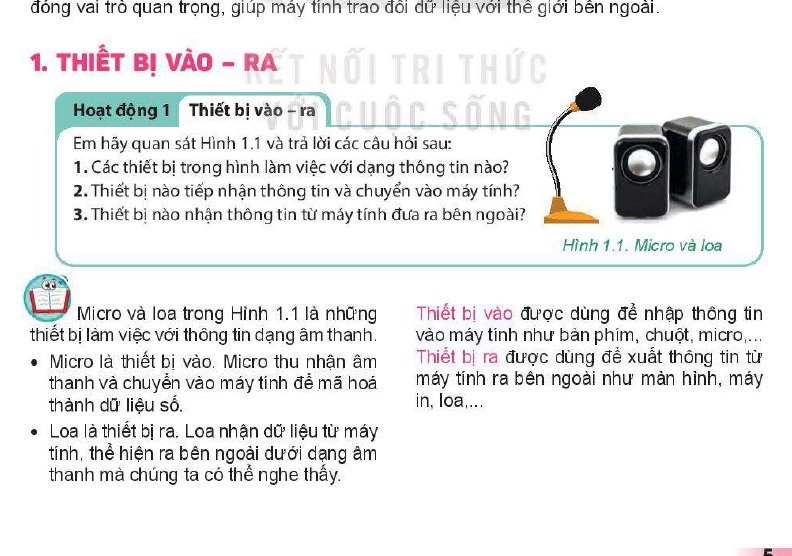 đóng vai trò quan trọng, giúp máy tính trao đổi dữ liệu với thế giới bên ngoài.
1. THIẾT BỊ VÀO – RA
KẾT NỐI TRI THỨC
VỚI CUỘC SỐNG
Hoạt động 1 Thiết bị vào – ra
Em hãy quan sát Hình 1.1 và trả lời các câu hỏi sau:
1. Các thiết bị trong hình làm việc với dạng thông tin nào?
2. Thiết bị nào tiếp nhận thông tin và chuyển vào máy tính?
3. Thiết bị nào nhận thông tin từ máy tính đưa ra bên ngoài?
Hình 1.1. Micro và loa
Micro và loa trong Hình 1.1 là những
thiết bị làm việc với thông tin dạng âm thanh.
• Micro là thiết bị vào. Micro thu nhận âm
thanh và chuyển vào máy tính để mã hoá
thành dữ liệu số.
• Loa là thiết bị ra. Loa nhận dữ liệu từ máy
tính, thể hiện ra bên ngoài dưới dạng âm
thanh mà chúng ta có thể nghe thấy.
Thiết bị vào được dùng để nhập thông tin
vào máy tính như bàn phím, chuột, micro,...
Thiết bị ra được dùng để xuất thông tin từ
máy tính ra bên ngoài như màn hình, máy
in, loa,...
5